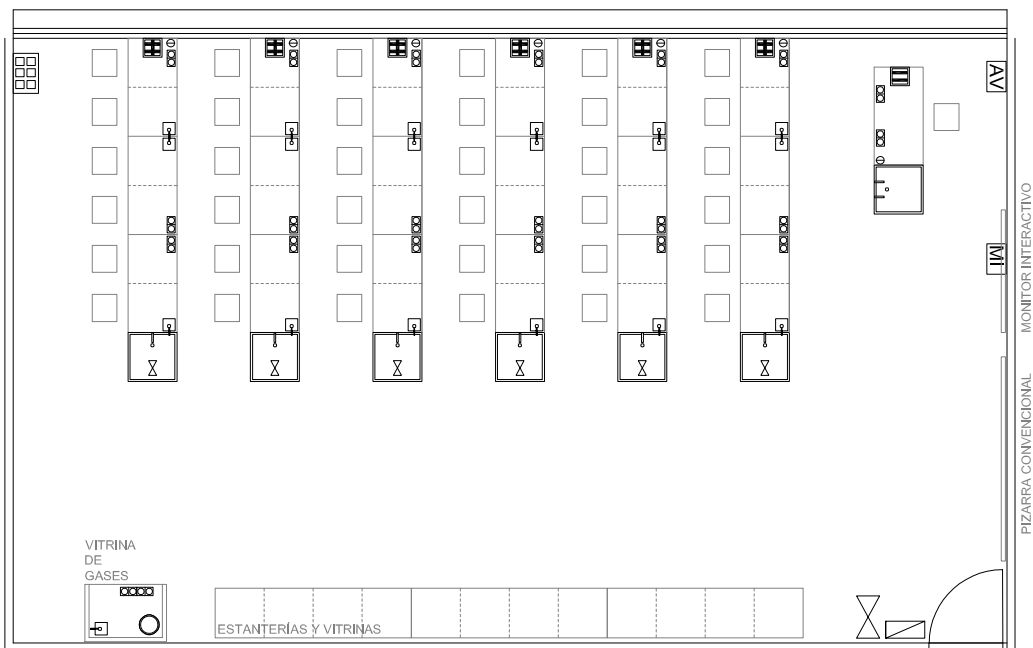 AV
MONITOR INTERACTIVO
MI
PIZARRA CONVENCIONAL
VITRINA
DE
GASES
ESTANTERÍAS Y VITRINAS